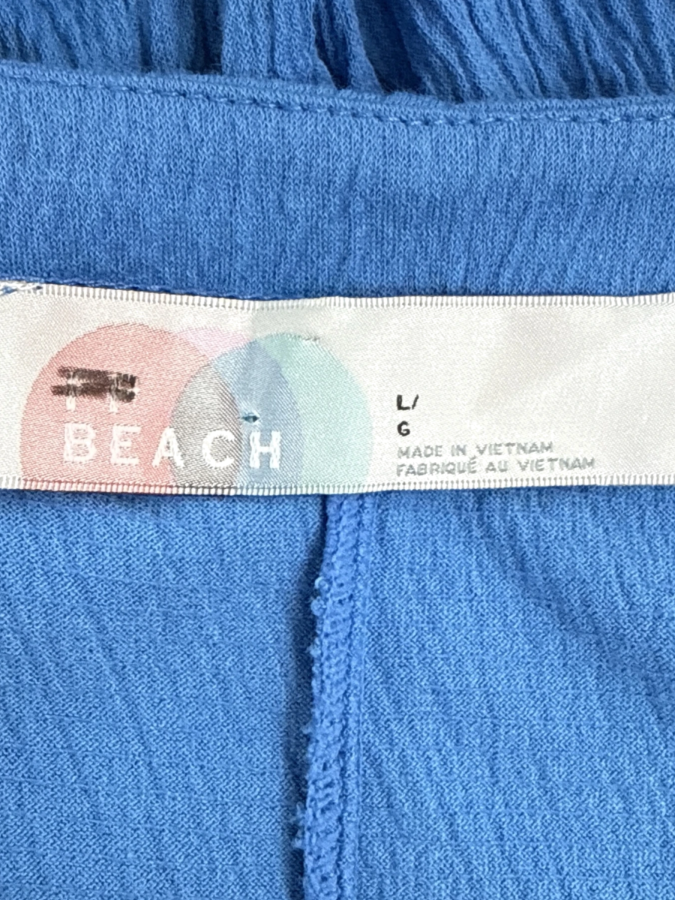 BEACH
L/
G
MADE IN VIETNAM
FABRIQUÉ AU VIETNAM